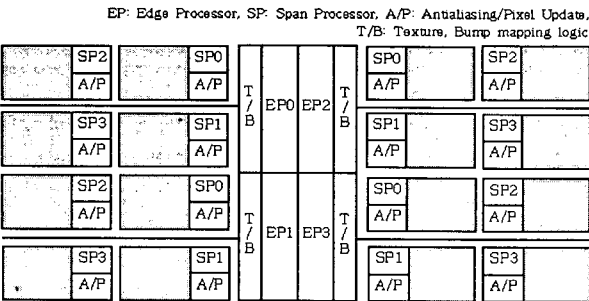 EP: Edge Processor, SP: Span Processor, A/P: Antialiasing/Pixel Update,
T/B: Texture, Bump mapping logic
SP2 SP0 SP0 SP2
A/P A/P A/P A/P
T/B EP0 EP2 T/B
SP3 SP1 SP1 SP3
A/P A/P A/P A/P
SP2 SP0 SP0 SP2
A/P A/P A/P A/P
T/B EP1 EP3 T/B
SP3 SP1 SP1 SP3
A/P A/P A/P A/P